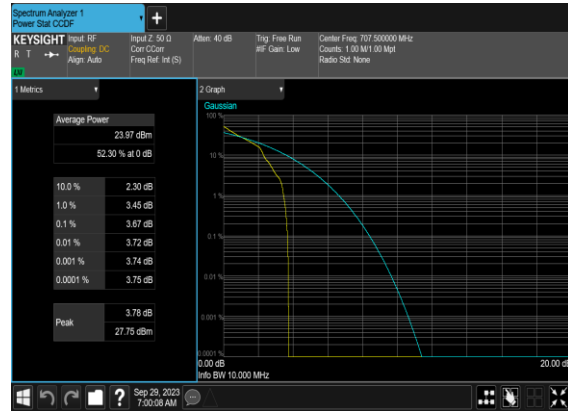 Spectrum Analyzer 1
Power Stat CCDF
+
KEYSIGHT
R T
LXI
Input: RF
Coupling: DC
Align: Auto
Input Z: 50 Ω
Corr CCorr
Freq Ref: Int (S)
Atten: 40 dB
Trig: Free Run
#IF Gain: Low
Center Freq: 707.500000 MHz
Counts: 1.00 M/1.00 Mpt
Radio Std: None
1 Metrics
Average Power
23.97 dBm
52.30 % at 0 dB
10.0 % 2.30 dB
1.0 % 3.45 dB
0.1 % 3.67 dB
0.01 % 3.72 dB
0.001 % 3.74 dB
0.0001 % 3.75 dB
Peak
3.78 dB
27.75 dBm
2 Graph
Gaussian
100 %
10 %
1 %
0.1 %
0.01 %
0.001 %
0.0001 %
0.00 dB 20.00 dB
Info BW 10.000 MHz
? Sep 29, 2023
7:00:08 AM